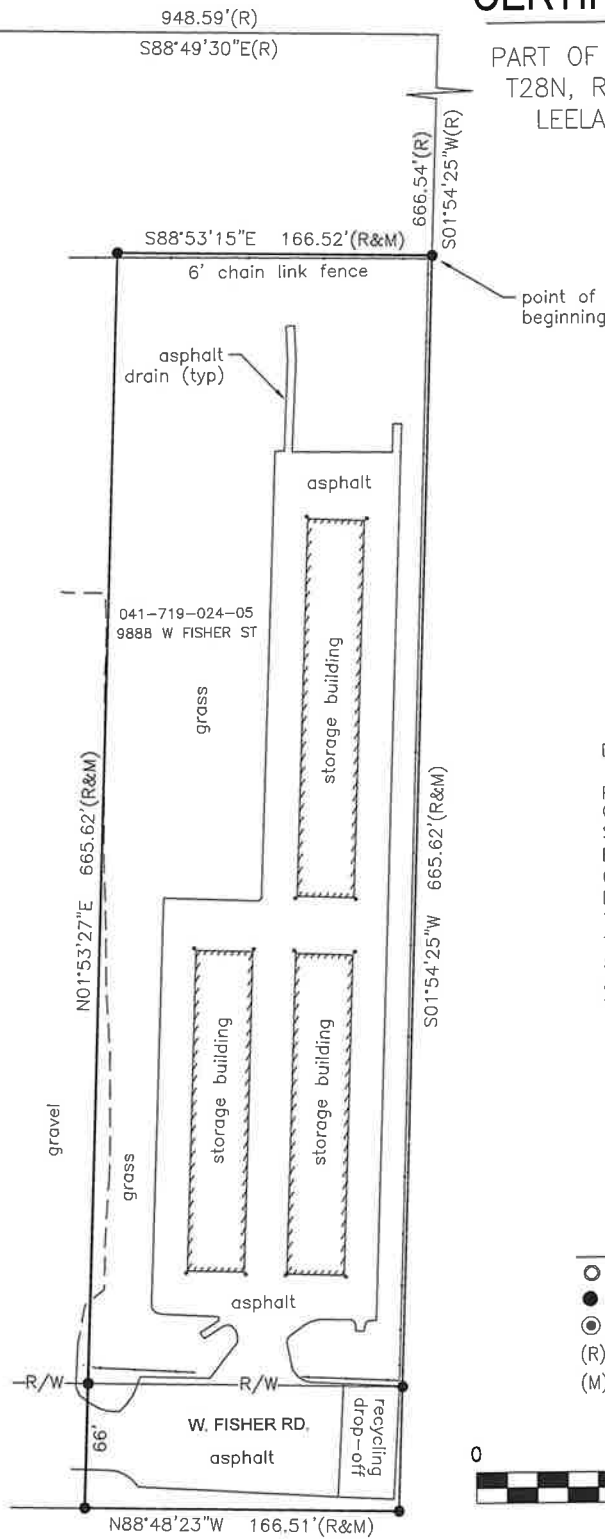 948.59'(R)
S88°49'30"E(R)
PART OF
T28N, R
LEELA
666.54'(R)
S01°54'25"W(R)
S88°53'15"E 166.52'(R&M)
6' chain link fence
point of
beginning
asphalt
drain (typ)
asphalt
041-719-024-05
9888 W FISHER ST
grass
storage building
N01°53'27"E 665.62'(R&M)
S01°54'25"W 665.62'(R&M)
storage building
storage building
gravel
grass
asphalt
(R)
(M)
R/W
R/W
66'
W. FISHER RD.
asphalt
recycling
drop-off
0
N88°48'23"W 166.51'(R&M)